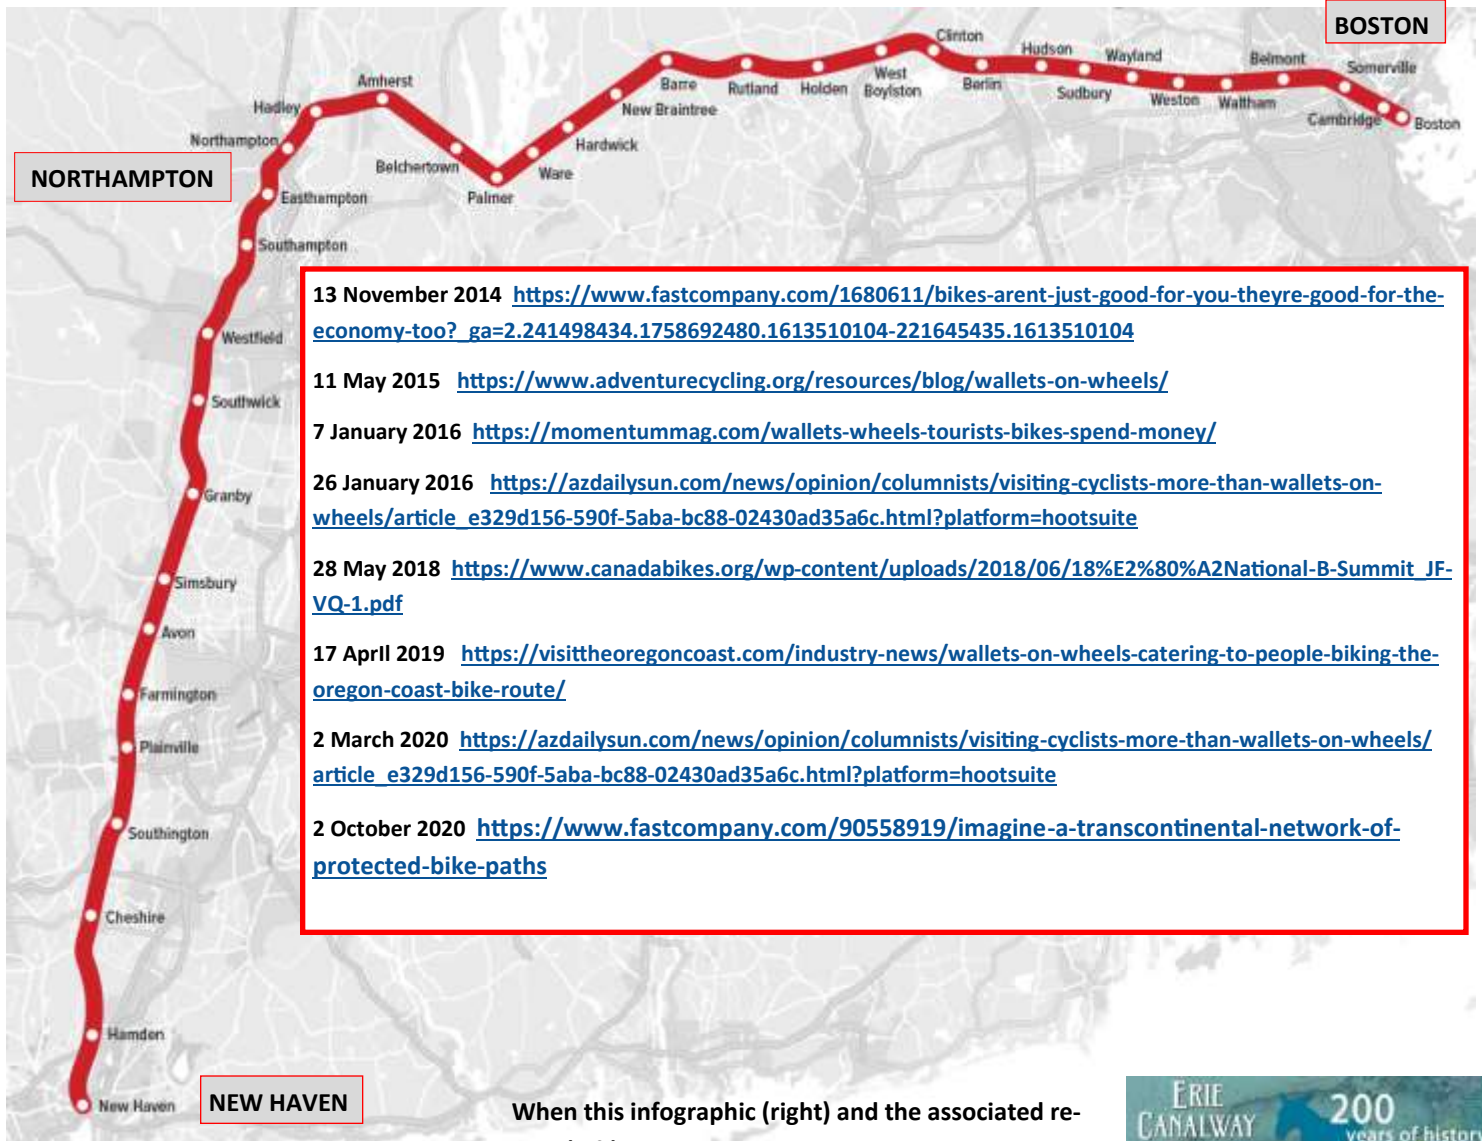 BOSTON
Clinton
Hudson
Wayland
Belmont
Somerville
Amherst
Barre
Rutland
Holden
West
Boylston
Berlin
Sudbury
Weston
Waltham
Cambridge
Boston
Hadley
New Braintree
Northampton
Hardwick
Belchertown
Ware
NORTHAMPTON
Easthampton
Palmer
Southampton
13 November 2014 https://www.fastcompany.com/1680611/bikes-arent-just-good-for-you-theyre-good-for-the-
economy-too?_ga=2.241498434.1758692480.1613510104-221645435.1613510104
Westfield
11 May 2015 https://www.adventurecycling.org/resources/blog/wallets-on-wheels/
Southwick
7 January 2016 https://momentummag.com/wallets-wheels-tourists-bikes-spend-money/
26 January 2016 https://azdailysun.com/news/opinion/columnists/visiting-cyclists-more-than-wallets-on-
wheels/article_e329d156-590f-5aba-bc88-02430ad35a6c.html?platform=hootsuite
Granby
28 May 2018 https://www.canadabikes.org/wp-content/uploads/2018/06/18%E2%80%A2National-B-Summit_JF-
VQ-1.pdf
Simsbury
Avon
17 AprIl 2019 https://visittheoregoncoast.com/industry-news/wallets-on-wheels-catering-to-people-biking-the-
oregon-coast-bike-route/
Farmington
Plainville
2 March 2020 https://azdailysun.com/news/opinion/columnists/visiting-cyclists-more-than-wallets-on-wheels/
article_e329d156-590f-5aba-bc88-02430ad35a6c.html?platform=hootsuite
Southington
2 October 2020 https://www.fastcompany.com/90558919/imagine-a-transcontinental-network-of-
protected-bike-paths
Cheshire
Hamden
New Haven
NEW HAVEN
When this infographic (right) and the associated re-
ERIE
CANALWAY
200
years of history